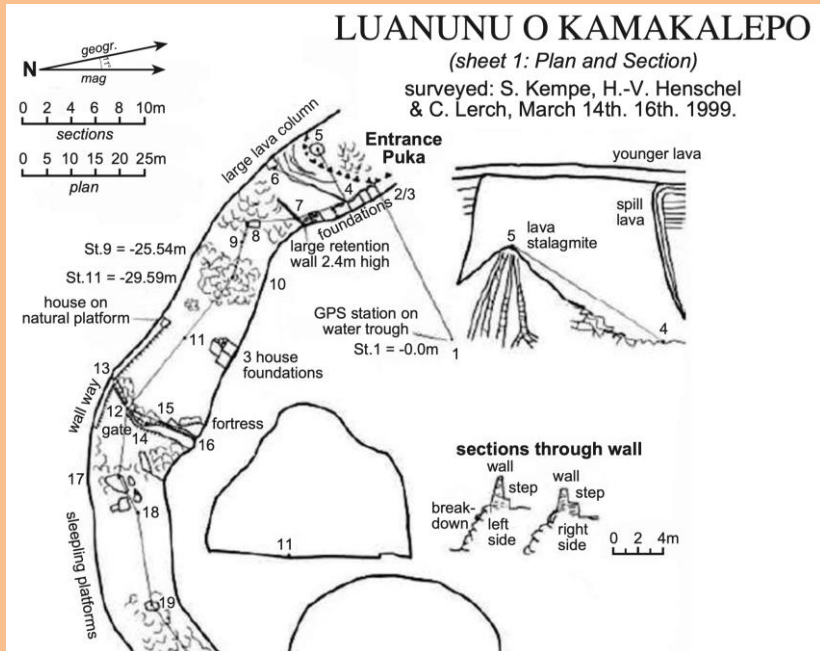 LUANUNU O KAMAKALEPO
(sheet 1: Plan and Section)
surveyed: S. Kempe, H.-V. Henschel
& C. Lerch, March 14th. 16th. 1999.
geogr.
11°
N
mag
0 2 4 6 8 10m
sections
0 5 10 15 20 25m
plan
large lava column
5
Entrance
Puka
6
4
2/3
7
foundations
9
8
large retention
wall 2.4m high
St.9 = -25.54m
St.11 = -29.59m
10
house on
natural platform
GPS station on
water trough
St.1 = -0.0m
1
11
3 house
foundations
13
wall way
12
15
gate
14
fortress
16
17
18
sleepling platforms
19
younger lava
spill
lava
5
lava
stalagmite
4
11
sections through wall
wall
step
break-
down
left
side
wall
step
right
side
0 2 4m